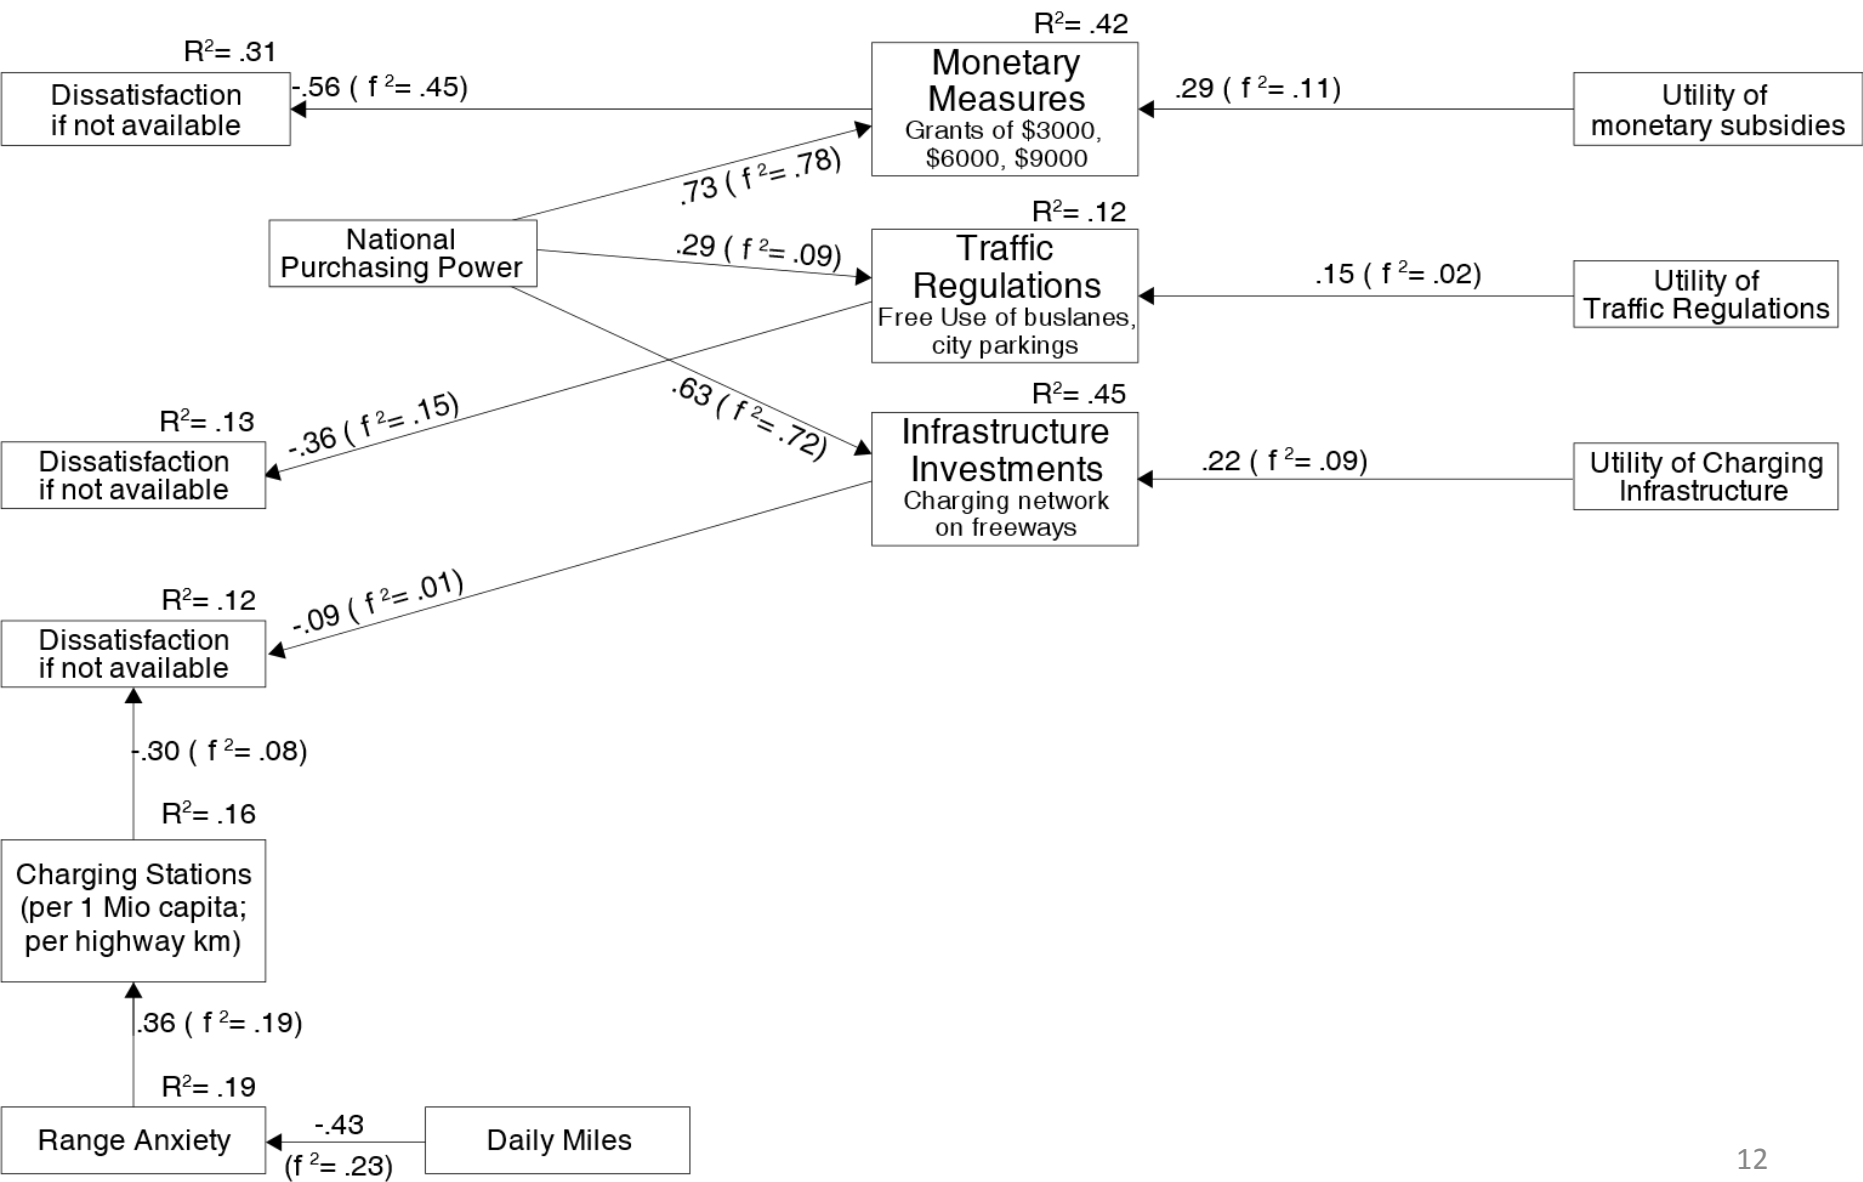 R²= .42
R²= .31
Monetary
Measures
Grants of $3000,
$6000, $9000
-.56 ( f ²= .45)
.29 ( f ²= .11)
Dissatisfaction
if not available
Utility of
monetary subsidies
.73 ( f ²= .78)
R²= .12
National
Purchasing Power
.29 ( f ²= .09)
Traffic
Regulations
Free Use of buslanes,
city parkings
.15 ( f ²= .02)
Utility of
Traffic Regulations
.63 ( f ²= .72)
-.36 ( f ²= .15)
R²= .13
Dissatisfaction
if not available
R²= .45
Infrastructure
Investments
Charging network
on freeways
.22 ( f ²= .09)
Utility of Charging
Infrastructure
-.09 ( f ²= .01)
R²= .12
Dissatisfaction
if not available
-.30 ( f ²= .08)
R²= .16
Charging Stations
(per 1 Mio capita;
per highway km)
.36 ( f ²= .19)
R²= .19
Range Anxiety
-.43
(f ²= .23)
Daily Miles
12